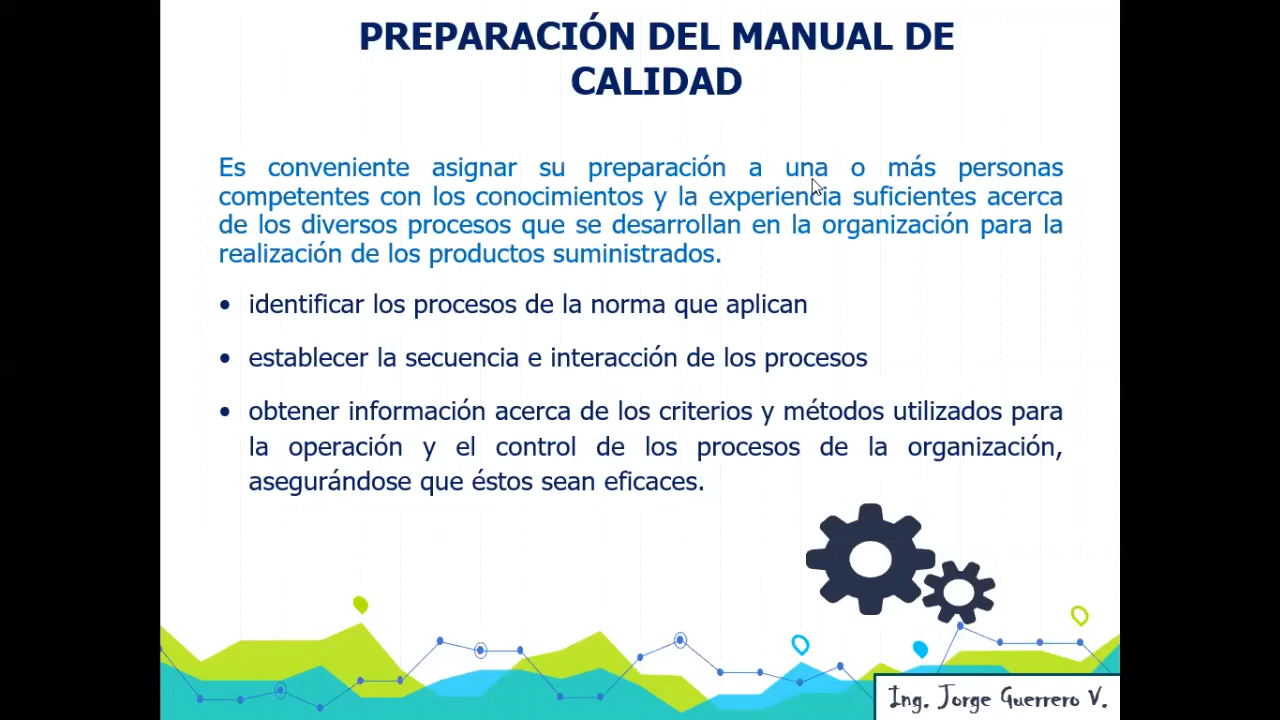 PREPARACIÓN DEL MANUAL DE
CALIDAD
Es conveniente asignar su preparación a una o más personas
competentes con los conocimientos y la experiencia suficientes acerca
de los diversos procesos que se desarrollan en la organización para la
realización de los productos suministrados.
• identificar los procesos de la norma que aplican
• establecer la secuencia e interacción de los procesos
• obtener información acerca de los criterios y métodos utilizados para
la operación y el control de los procesos de la organización,
asegurándose que éstos sean eficaces.
Ing. Jorge Guerrero V.